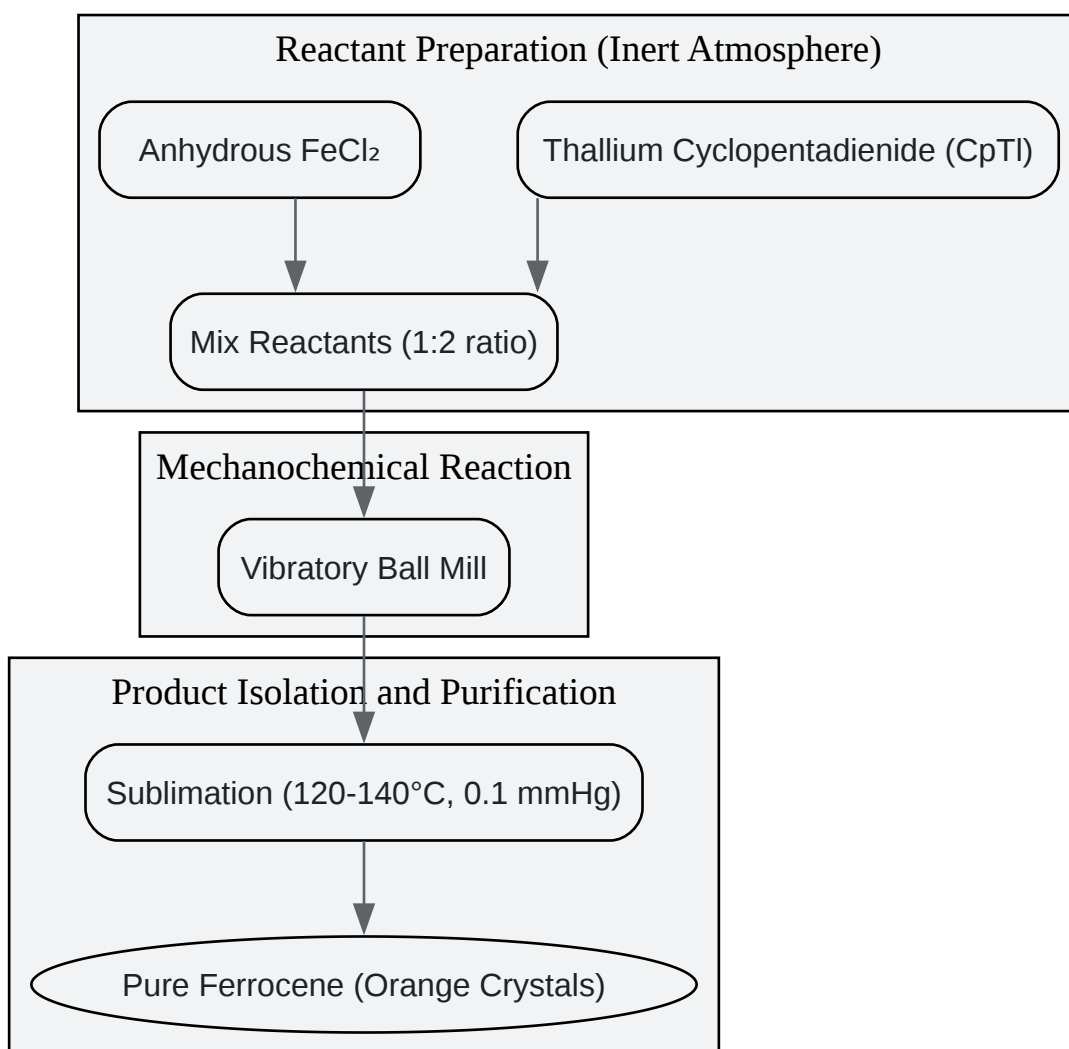 Reactant Preparation (Inert Atmosphere)
Anhydrous FeCl₂
Thallium Cyclopentadienide (CpTl)
Mix Reactants (1:2 ratio)
Mechanochemical Reaction
Vibratory Ball Mill
Product Isolation and Purification
Sublimation (120-140°C, 0.1 mmHg)
Pure Ferrocene (Orange Crystals)